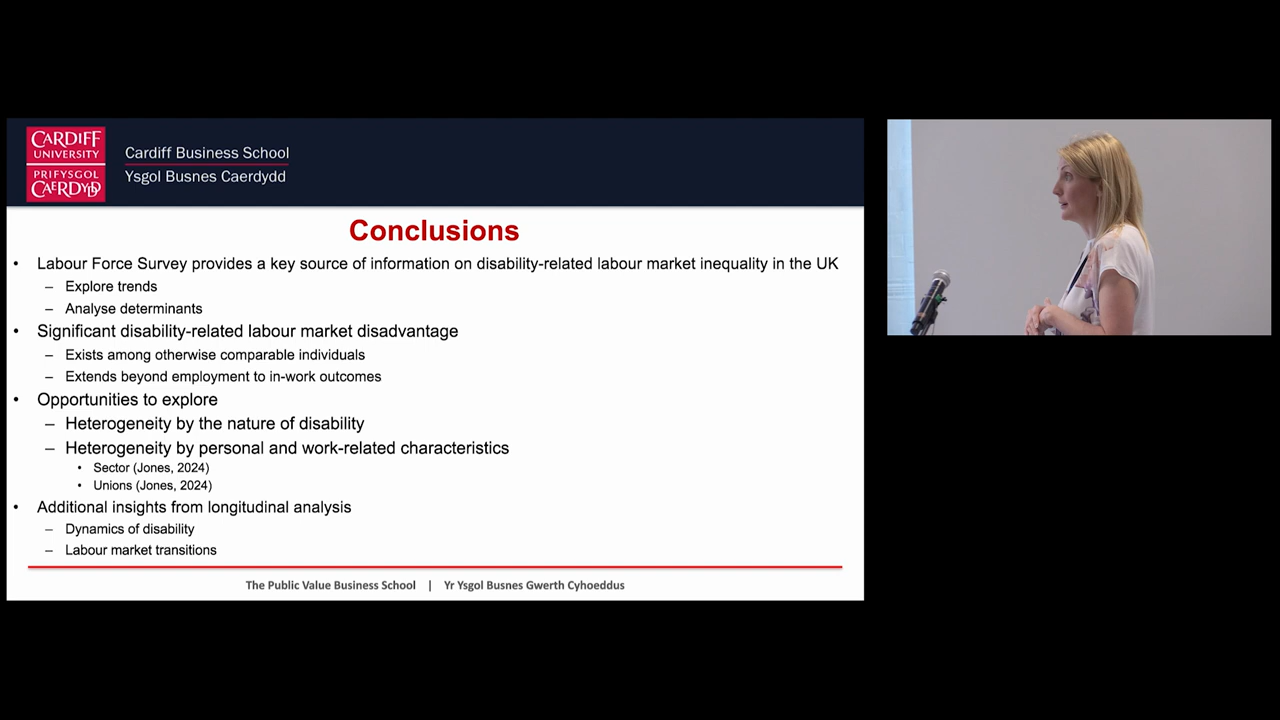 CARDIFF
UNIVERSITY
PRIFYSGOL
CAERDYDD
Cardiff Business School
Ysgol Busnes Caerdydd
Conclusions
• Labour Force Survey provides a key source of information on disability-related labour market inequality in the UK
– Explore trends
– Analyse determinants
• Significant disability-related labour market disadvantage
– Exists among otherwise comparable individuals
– Extends beyond employment to in-work outcomes
• Opportunities to explore
– Heterogeneity by the nature of disability
– Heterogeneity by personal and work-related characteristics
• Sector (Jones, 2024)
• Unions (Jones, 2024)
• Additional insights from longitudinal analysis
– Dynamics of disability
– Labour market transitions
The Public Value Business School | Yr Ysgol Busnes Gwerth Cyhoeddus